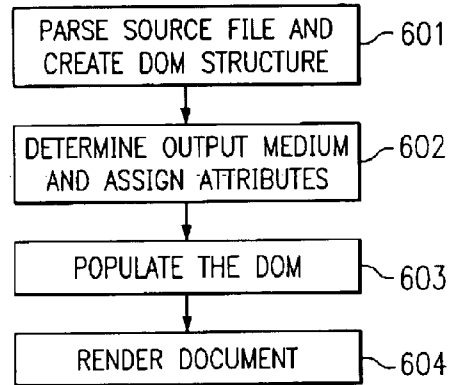 PARSE SOURCE FILE AND
CREATE DOM STRUCTURE
601
DETERMINE OUTPUT MEDIUM
AND ASSIGN ATTRIBUTES
602
POPULATE THE DOM
603
RENDER DOCUMENT
604